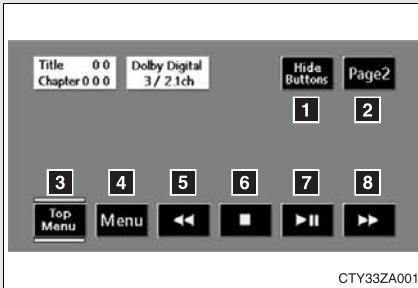 Title 0 0
Chapter 0 0 0
Dolby Digital
3 / 2.1ch
Hide
Buttons
Page2
1
2
3
4
5
6
7
8
Top
Menu
Menu
CTY33ZA001